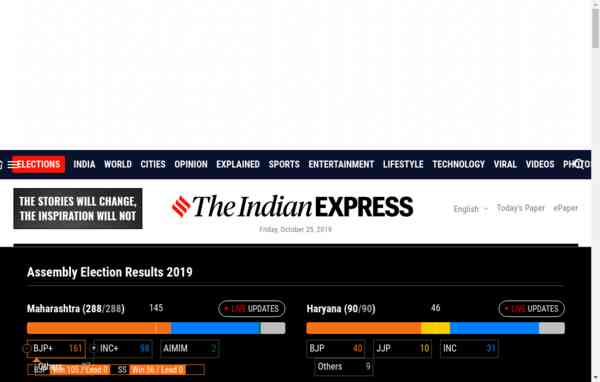 ELECTIONS INDIA WORLD CITIES OPINION EXPLAINED SPORTS ENTERTAINMENT LIFESTYLE TECHNOLOGY VIRAL VIDEOS
THE STORIES WILL CHANGE,
THE INSPIRATION WILL NOT
The Indian EXPRESS
English Today's Paper ePaper
Friday, October 25, 2019
Assembly Election Results 2019
Maharashtra (288/288) 145 LIVE UPDATES
Haryana (90/90) 46 LIVE UPDATES
BJP+ 161 INC+ 98 AIMIM 2
BJP 40 JJP 10 INC 31
Others
BSP Win 105 / Lead 0 SS Win 56 / Lead 0
Others 9